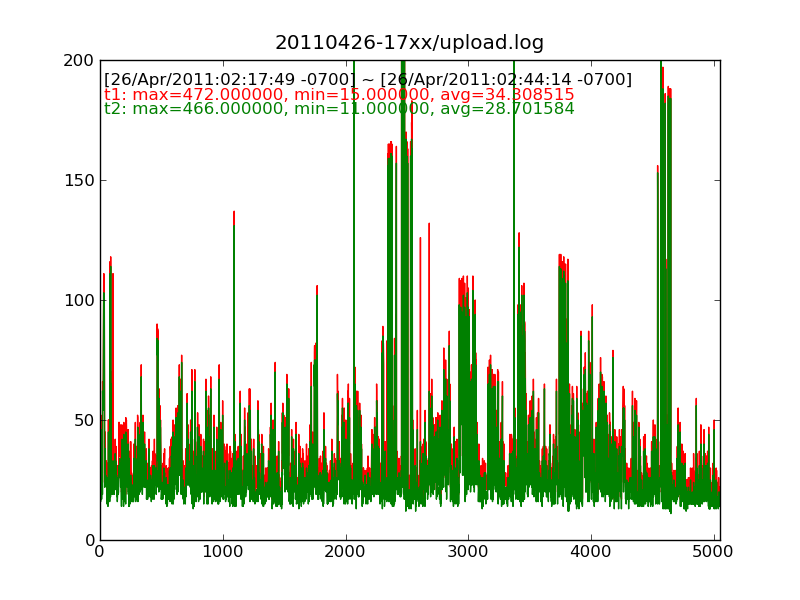 20110426-17xx/upload.log
[26/Apr/2011:02:17:49 -0700] ~ [26/Apr/2011:02:44:14 -0700]
t1: max=472.000000, min=15.000000, avg=34.308515
t2: max=466.000000, min=11.000000, avg=28.701584
200
150
100
50
0
0 1000 2000 3000 4000 5000